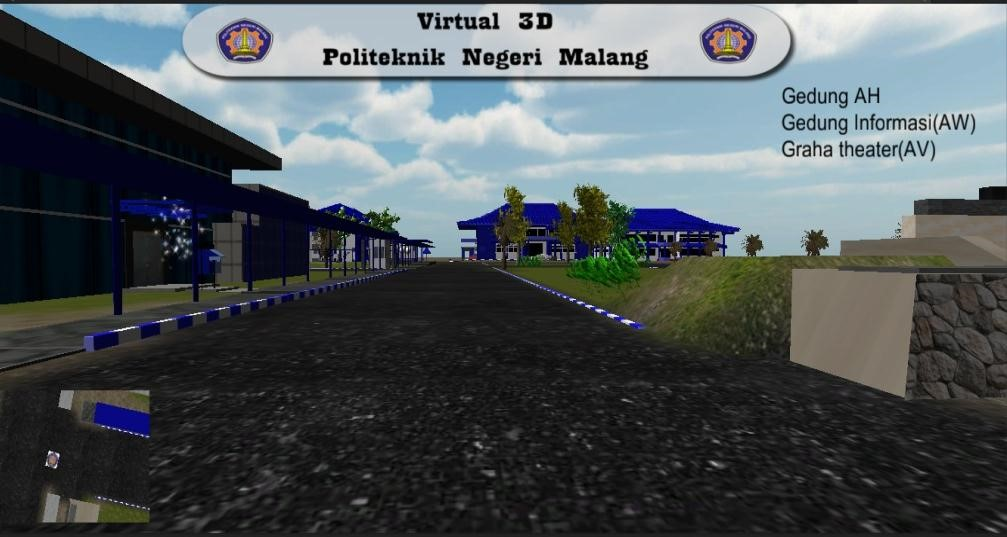 Virtual 3D
Politeknik Negeri Malang
Gedung AH
Gedung Informasi(AW)
Graha theater(AV)